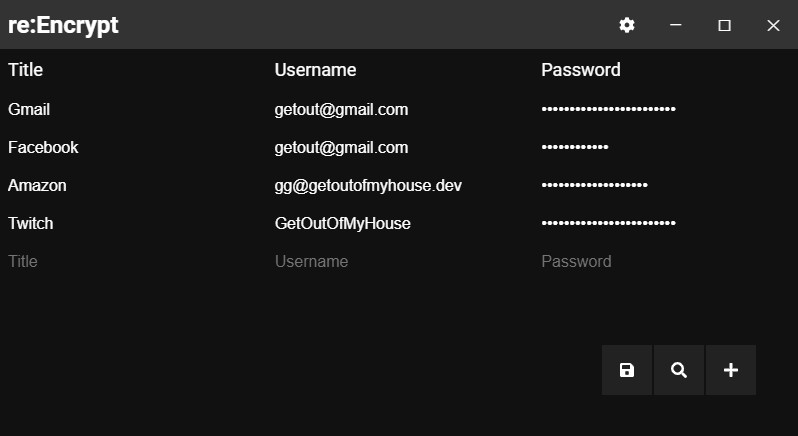 re:Encrypt
Title Username Password
Gmail getout@gmail.com ••••••••••••••••••••••••
Facebook getout@gmail.com ••••••••••••
Amazon gg@getoutofmyhouse.dev •••••••••••••••••••
Twitch GetOutOfMyHouse ••••••••••••••••••••••••
Title Username Password